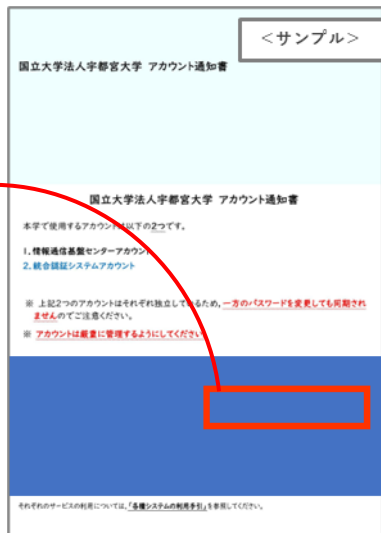 <サンプル>
国立大学法人宇都宮大学 アカウント通知書
国立大学法人宇都宮大学 アカウント通知書
本学で使用するアカウントは以下の2つです。
1. 情報通信基盤センターアカウント
2. 統合認証システムアカウント
※ 上記2つのアカウントはそれぞれ独立しているため、一方のパスワードを変更しても同期され
ませんのでご注意ください。
※ アカウントは厳重に管理するようにしてください
それぞれのサービスの利用については、「各種システムの利用手引」を参照してください。